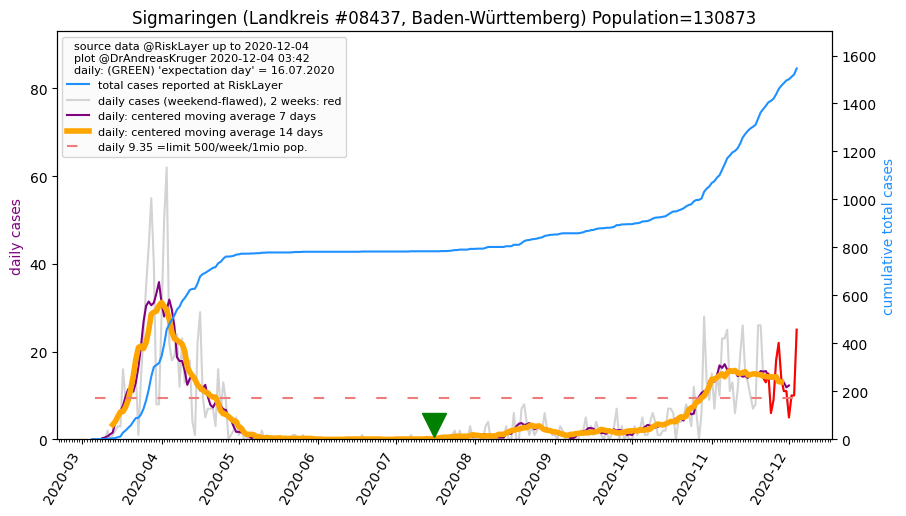 Sigmaringen (Landkreis #08437, Baden-Württemberg) Population=130873
source data @RiskLayer up to 2020-12-04
plot @DrAndreasKruger 2020-12-04 03:42
daily: (GREEN) 'expectation day' = 16.07.2020
total cases reported at RiskLayer
daily cases (weekend-flawed), 2 weeks: red
daily: centered moving average 7 days
daily: centered moving average 14 days
daily 9.35 =limit 500/week/1mio pop.
daily cases
80
60
40
20
0
1600
1400
1200
1000
800
600
400
200
0
cumulative total cases
2020-03
2020-04
2020-05
2020-06
2020-07
2020-08
2020-09
2020-10
2020-11
2020-12